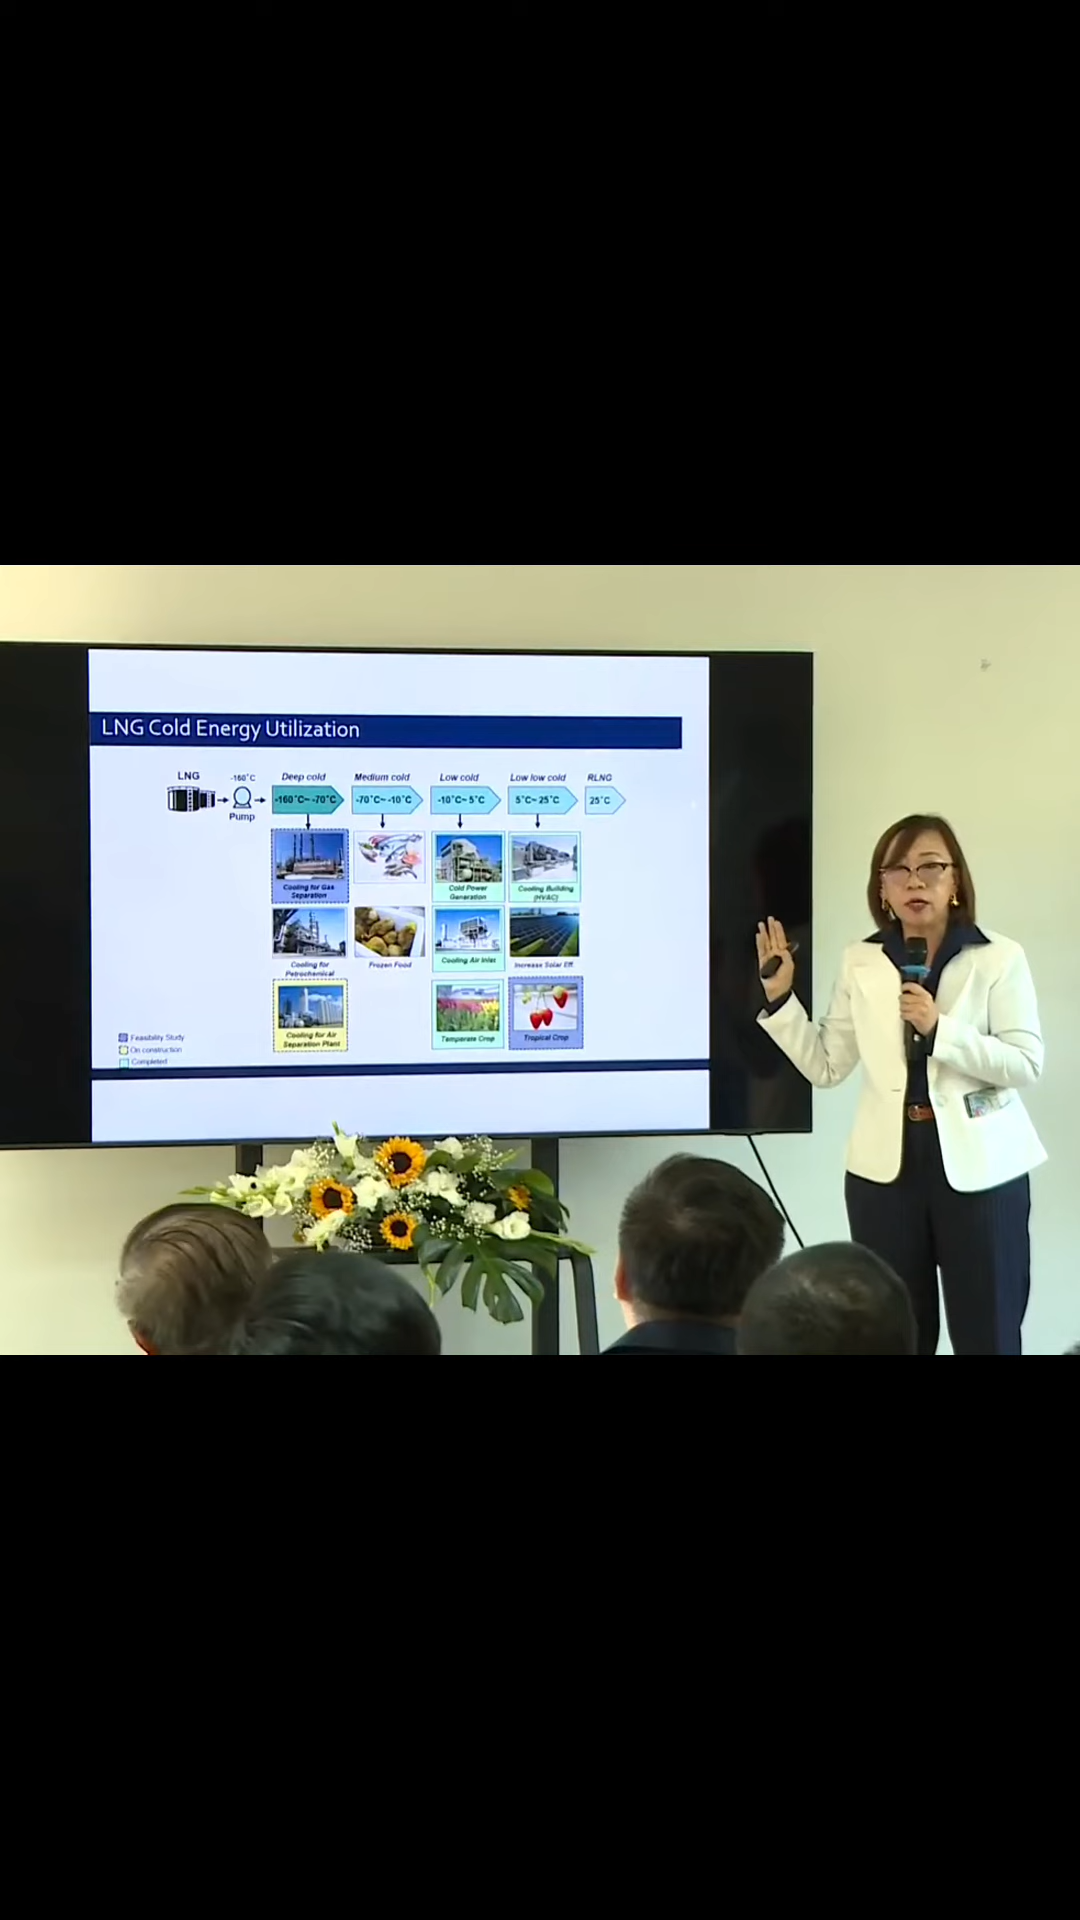 LNG Cold Energy Utilization
LNG
-160°C
Pump
Deep cold
Medium cold
Low cold
Low low cold
RLNG
-160°C~ -70°C
-70°C~ -10°C
-10°C~ 5°C
5°C~ 25°C
25°C
Cooling for Gas
Separation
Cold Power
Generation
Cooling Building
(HVAC)
Cooling for
Petrochemical
Frozen Food
Cooling Air Inlet
Increase Solar Eff.
Cooling for Air
Separation Plant
Temperate Crop
Tropical Crop
Feasibility Study
On construction
Completed